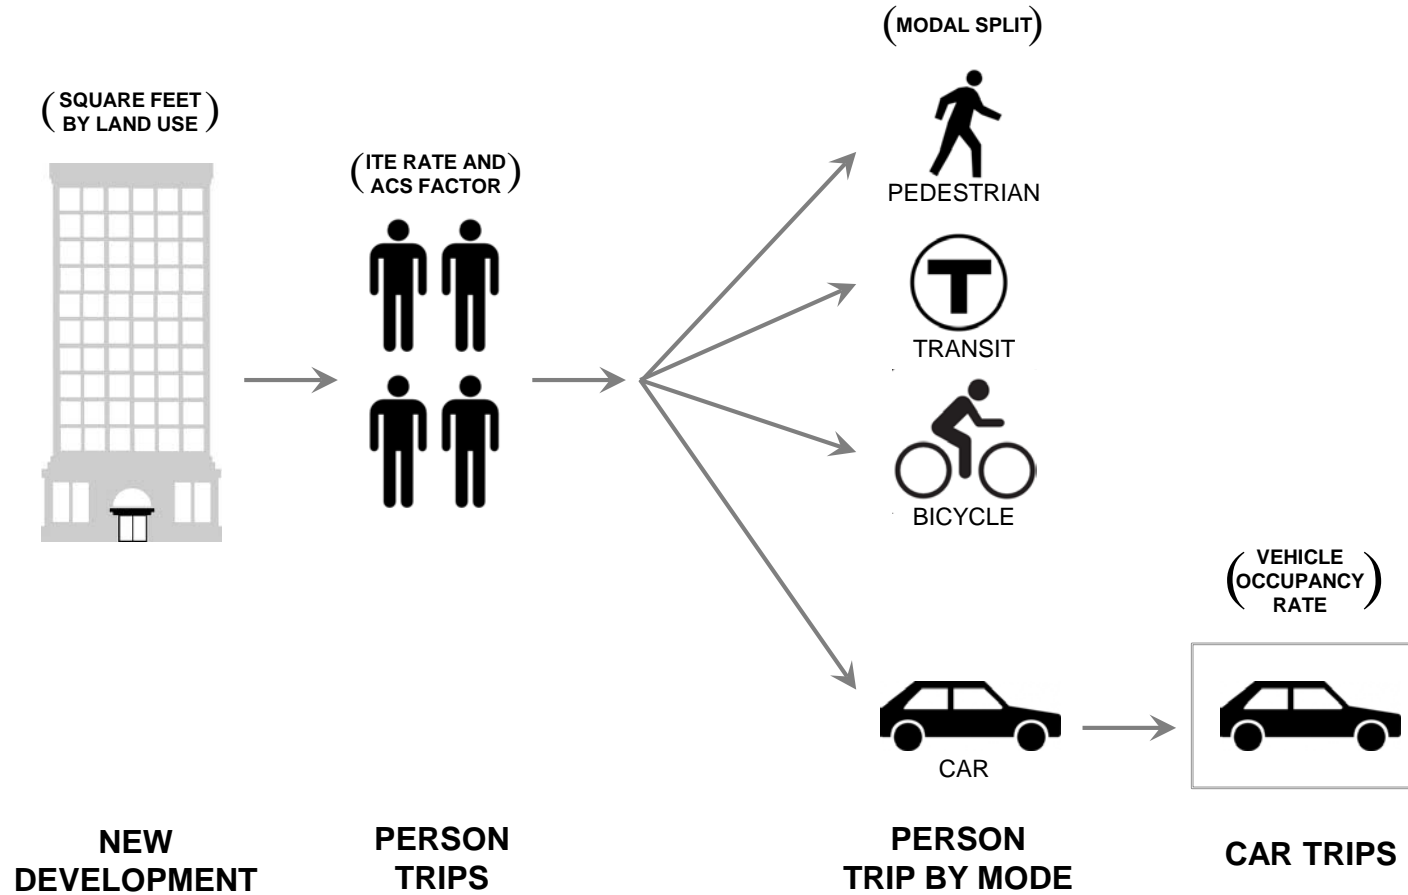 (MODAL SPLIT)
(SQUARE FEET
BY LAND USE)
(ITE RATE AND
ACS FACTOR)
PEDESTRIAN
T
TRANSIT
BICYCLE
(VEHICLE
OCCUPANCY
RATE)
CAR
NEW
DEVELOPMENT
PERSON
TRIPS
PERSON
TRIP BY MODE
CAR TRIPS